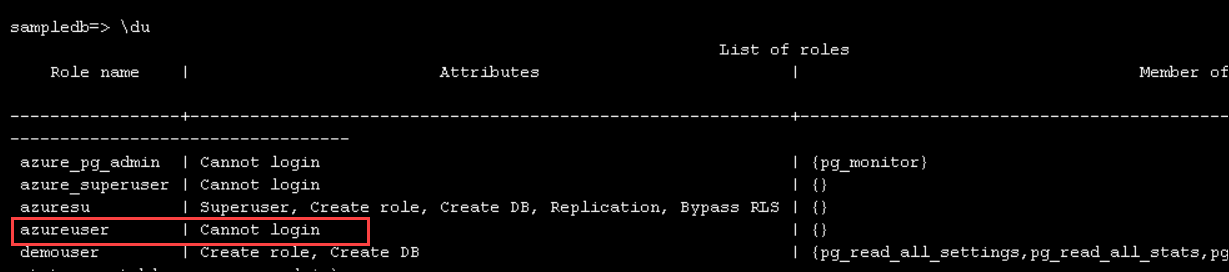 sampledb=> \du
List of roles
Role name | Attributes | Member of
-----------------+-----------------------------------------------------------+------------------------------------------
---------------------------------
azure_pg_admin | Cannot login | {pg_monitor}
azure_superuser | Cannot login | {}
azuresu | Superuser, Create role, Create DB, Replication, Bypass RLS | {}
azureuser | Cannot login | {}
demouser | Create role, Create DB | {pg_read_all_settings,pg_read_all_stats,pg